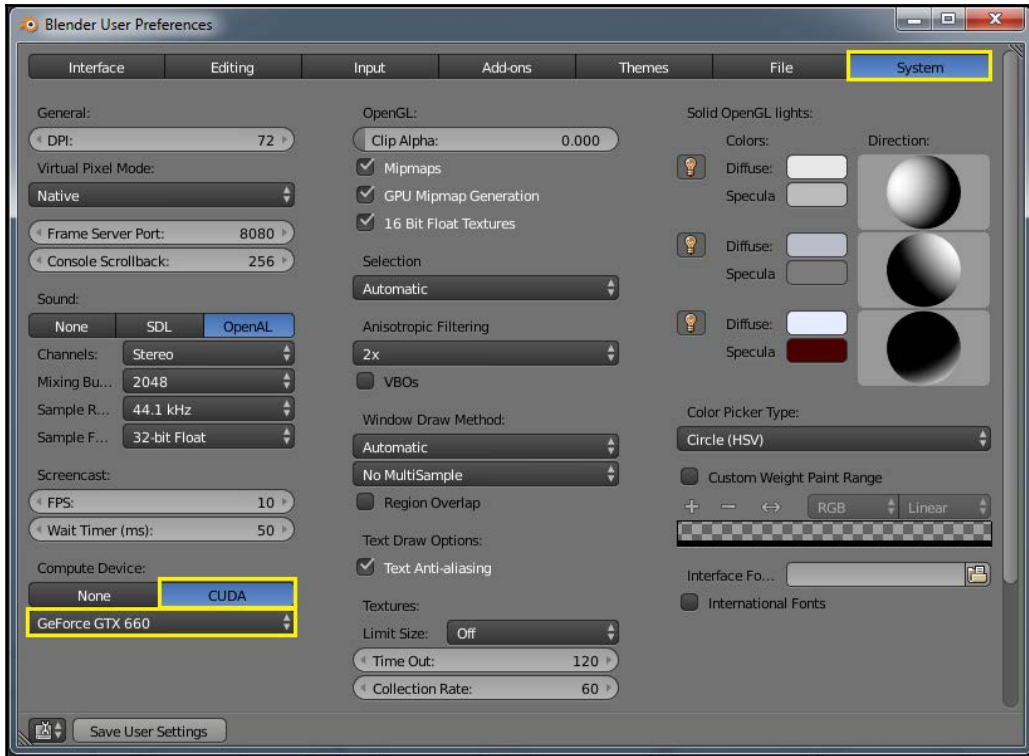 Blender User Preferences
Interface Editing Input Add-ons Themes File System
General:
DPI: 72
Virtual Pixel Mode:
Native
Frame Server Port: 8080
Console Scrollback: 256
Sound:
None SDL OpenAL
Channels: Stereo
Mixing Bu... 2048
Sample R... 44.1 kHz
Sample F... 32-bit Float
Screencast:
FPS: 10
Wait Timer (ms): 50
Compute Device:
None CUDA
GeForce GTX 660
OpenGL:
Clip Alpha: 0.000
Mipmaps
GPU Mipmap Generation
16 Bit Float Textures
Selection
Automatic
Anisotropic Filtering
2x
VBOs
Window Draw Method:
Automatic
No MultiSample
Region Overlap
Text Draw Options:
Text Anti-aliasing
Textures:
Limit Size: Off
Time Out: 120
Collection Rate: 60
Solid OpenGL lights:
Colors: Direction:
Diffuse:
Specula
Diffuse:
Specula
Diffuse:
Specula
Color Picker Type:
Circle (HSV)
Custom Weight Paint Range
RGB Linear
Interface Fo...
International Fonts
Save User Settings